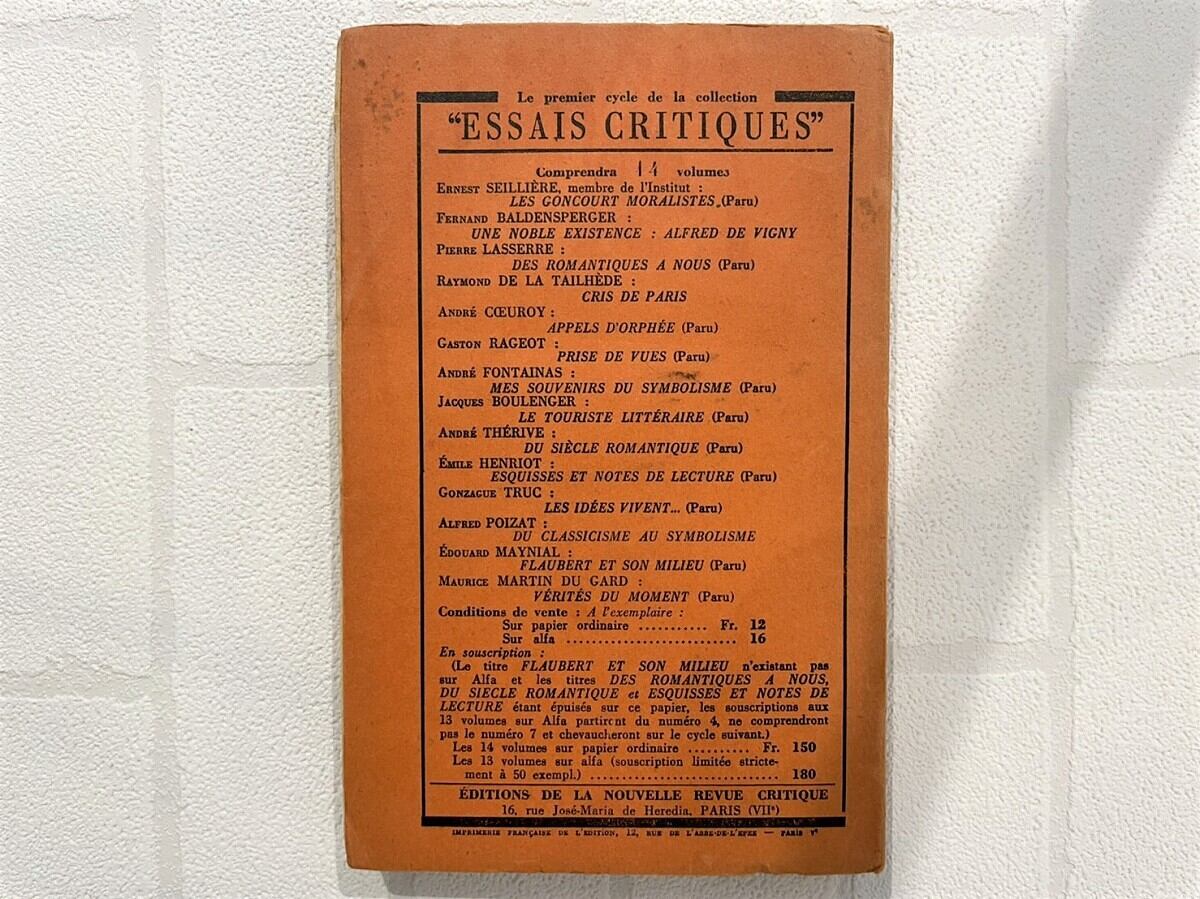 Le premier cycle de la collection
"ESSAIS CRITIQUES"
Comprendra 14 volumes
ERNEST SEILLIÈRE, membre de l'Institut :
LES GONCOURT MORALISTES. (Paru)
FERNAND BALDENSPERGER :
UNE NOBLE EXISTENCE : ALFRED DE VIGNY
PIERRE LASSERRE :
DES ROMANTIQUES A NOUS (Paru)
RAYMOND DE LA TAILHÈDE :
CRIS DE PARIS
ANDRÉ CŒUROY :
APPELS D'ORPHÉE (Paru)
GASTON RAGEOT :
PRISE DE VUES (Paru)
ANDRÉ FONTAINAS :
MES SOUVENIRS DU SYMBOLISME (Paru)
JACQUES BOULENGER :
LE TOURISTE LITTÉRAIRE (Paru)
ANDRÉ THÉRIVE :
DU SIÈCLE ROMANTIQUE (Paru)
ÉMILE HENRIOT :
ESQUISSES ET NOTES DE LECTURE (Paru)
GONZAGUE TRUC :
LES IDÉES VIVENT... (Paru)
ALFRED POIZAT :
DU CLASSICISME AU SYMBOLISME
ÉDOUARD MAYNIAL :
FLAUBERT ET SON MILIEU (Paru)
MAURICE MARTIN DU GARD :
VÉRITÉS DU MOMENT (Paru)
Conditions de vente : A l'exemplaire :
Sur papier ordinaire ........... Fr. 12
Sur alfa ........................... 16
En souscription :
(Le titre FLAUBERT ET SON MILIEU n'existant pas
sur Alfa et les titres DES ROMANTIQUES A NOUS,
DU SIECLE ROMANTIQUE et ESQUISSES ET NOTES DE
LECTURE étant épuisés sur ce papier, les souscriptions aux
13 volumes sur Alfa partiront du numéro 4, ne comprendront
pas le numéro 7 et chevaucheront sur le cycle suivant.)
Les 14 volumes sur papier ordinaire .......... Fr. 150
Les 13 volumes sur alfa (souscription limitée stricte-
ment à 50 exempl.) .............................. 180
ÉDITIONS DE LA NOUVELLE REVUE CRITIQUE
16, rue José-Maria de Heredia, PARIS (VIIe)
IMPRIMERIE FRANÇAISE DE L'EDITION, 12, RUE DE L'ABBE-DE-L'EPEE — PARIS Ve